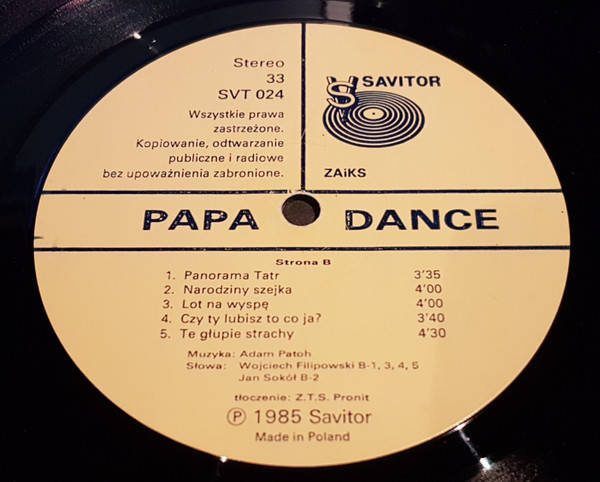 Stereo
33
SVT 024
Wszystkie prawa
zastrzeżone.
Kopiowanie, odtwarzanie
publiczne i radiowe
bez upoważnienia zabronione.
VS SAVITOR
ZAiKS
PAPA DANCE
Strona B
1. Panorama Tatr 3'35
2. Narodziny szejka 4'00
3. Lot na wyspę 4'00
4. Czy ty lubisz to co ja? 3'40
5. Te głupie strachy 4'30
Muzyka: Adam Patoh
Słowa: Wojciech Filipowski B-1, 3, 4, 5
Jan Sokół B-2
tłoczenie: Z.T.S. Pronit
Ⓟ 1985 Savitor
Made in Poland